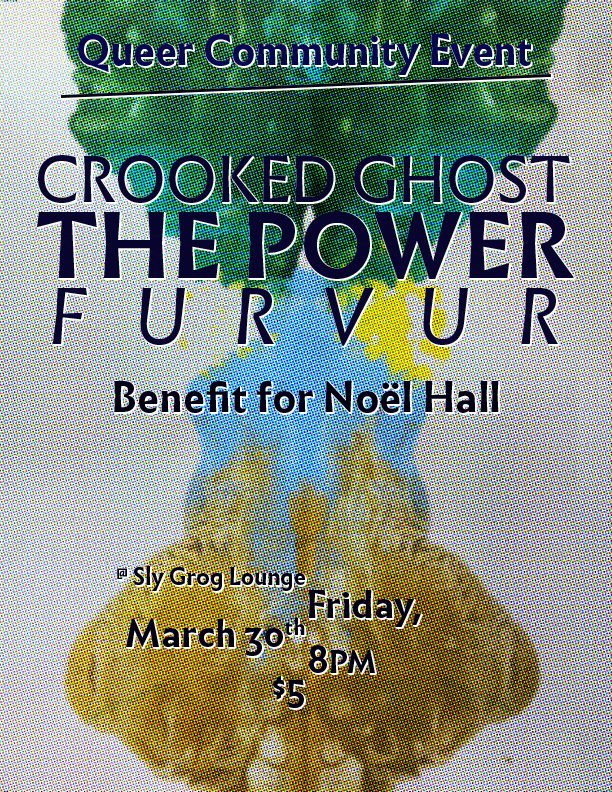 Queer Community Event
CROOKED GHOST
THE POWER
FURVUR
Benefit for Noël Hall
@ Sly Grog Lounge
Friday,
March 30th
8PM
$5